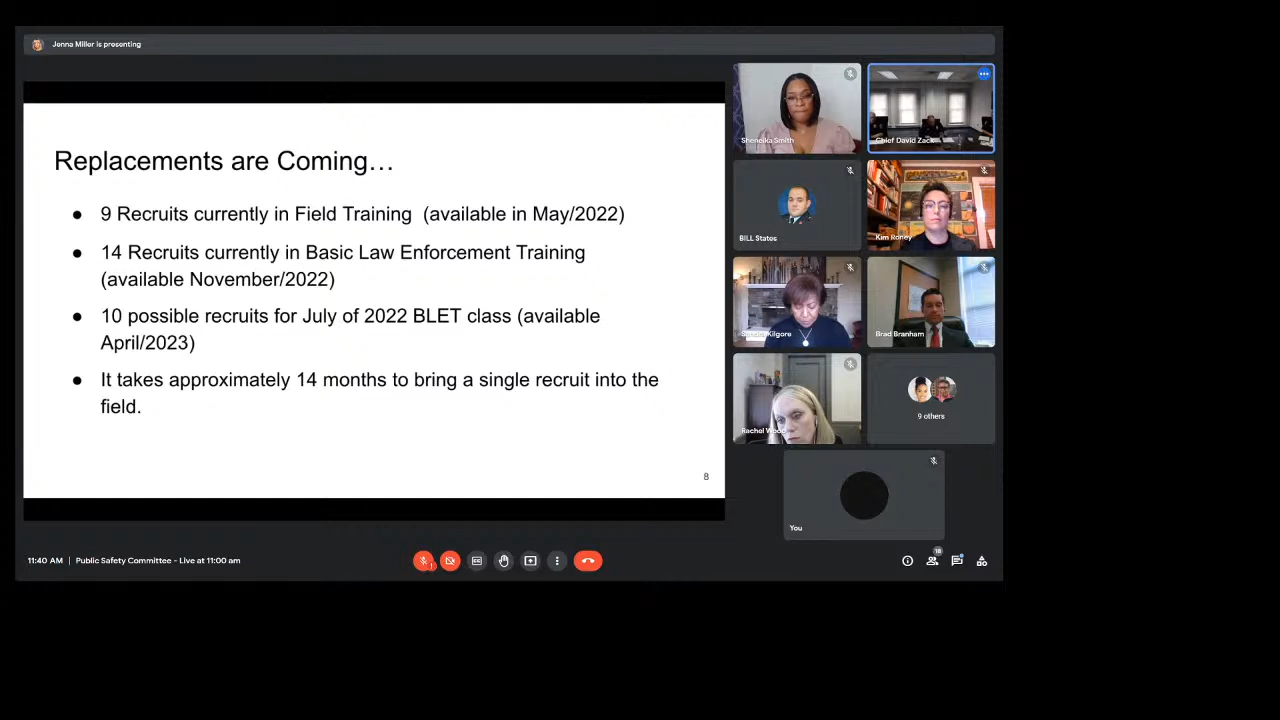 Jenna Miller is presenting
Replacements are Coming…
● 9 Recruits currently in Field Training (available in May/2022)
● 14 Recruits currently in Basic Law Enforcement Training
(available November/2022)
● 10 possible recruits for July of 2022 BLET class (available
April/2023)
● It takes approximately 14 months to bring a single recruit into the
field.
8
Sheneika Smith
Chief David Zack
BILL States
Kim Roney
Kilgore
Brad Branham
Rachel
9 others
You
11:40 AM | Public Safety Committee - Live at 11:00 am
18